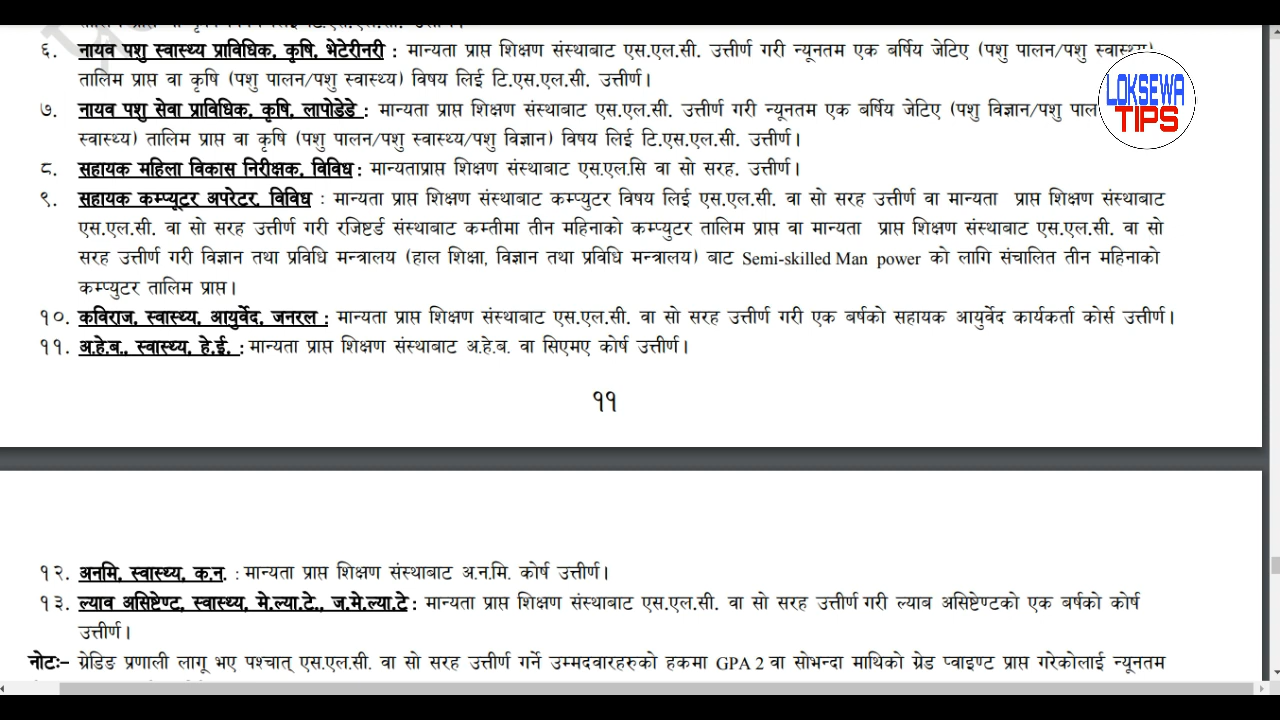 ६. नायव पशु स्वास्थ्य प्राविधिक, कृषि, भेटेरीनरी : मान्यता प्राप्त शिक्षण संस्थाबाट एस.एल.सी. उत्तीर्ण गरी न्यूनतम एक बर्षिय जेटिए (पशु पालन/पशु स्वास्थ्य)
तालिम प्राप्त वा कृषि (पशु पालन/पशु स्वास्थ्य) विषय लिई टि.एस.एल.सी. उत्तीर्ण।
७. नायव पशु सेवा प्राविधिक, कृषि, लापोडेडे : मान्यता प्राप्त शिक्षण संस्थाबाट एस.एल.सी. उत्तीर्ण गरी न्यूनतम एक बर्षिय जेटिए (पशु विज्ञान/पशु पाल
स्वास्थ्य) तालिम प्राप्त वा कृषि (पशु पालन/पशु स्वास्थ्य/पशु विज्ञान) विषय लिई टि.एस.एल.सी. उत्तीर्ण।
LOKSEWA
TIPS
८. सहायक महिला विकास निरीक्षक, विविध : मान्यताप्राप्त शिक्षण संस्थाबाट एस.एल.सि वा सो सरह. उत्तीर्ण।
९. सहायक कम्प्यूटर अपरेटर, विविध : मान्यता प्राप्त शिक्षण संस्थाबाट कम्प्युटर विषय लिई एस.एल.सी. वा सो सरह उत्तीर्ण वा मान्यता प्राप्त शिक्षण संस्थाबाट
एस.एल.सी. वा सो सरह उत्तीर्ण गरी रजिष्टर्ड संस्थाबाट कम्तीमा तीन महिनाको कम्प्युटर तालिम प्राप्त वा मान्यता प्राप्त शिक्षण संस्थाबाट एस.एल.सी. वा सो
सरह उत्तीर्ण गरी विज्ञान तथा प्रविधि मन्त्रालय (हाल शिक्षा, विज्ञान तथा प्रविधि मन्त्रालय) बाट Semi-skilled Man power को लागि संचालित तीन महिनाको
कम्प्युटर तालिम प्राप्त।
१०. कविराज, स्वास्थ्य, आयुर्वेद, जनरल : मान्यता प्राप्त शिक्षण संस्थाबाट एस.एल.सी. वा सो सरह उत्तीर्ण गरी एक बर्षको सहायक आयुर्वेद कार्यकर्ता कोर्स उत्तीर्ण।
११. अ.हे.ब., स्वास्थ्य, हे.ई. : मान्यता प्राप्त शिक्षण संस्थाबाट अ.हे.ब. वा सिएमए कोर्ष उत्तीर्ण।
११
१२. अनमि, स्वास्थ्य, क.न. : मान्यता प्राप्त शिक्षण संस्थाबाट अ.न.मि. कोर्ष उत्तीर्ण।
१३. ल्याव असिष्टेण्ट, स्वास्थ्य, मे.ल्या.टे., ज.मे.ल्या.टे : मान्यता प्राप्त शिक्षण संस्थाबाट एस.एल.सी. वा सो सरह उत्तीर्ण गरी ल्याब असिष्टेण्टको एक बर्षको कोर्ष
उत्तीर्ण।
नोटः- ग्रेडिङ प्रणाली लागू भए पश्चात् एस.एल.सी. वा सो सरह उत्तीर्ण गर्ने उम्मदवारहरुको हकमा GPA 2 वा सोभन्दा माथिको ग्रेड प्वाइण्ट प्राप्त गरेकोलाई न्यूनतम